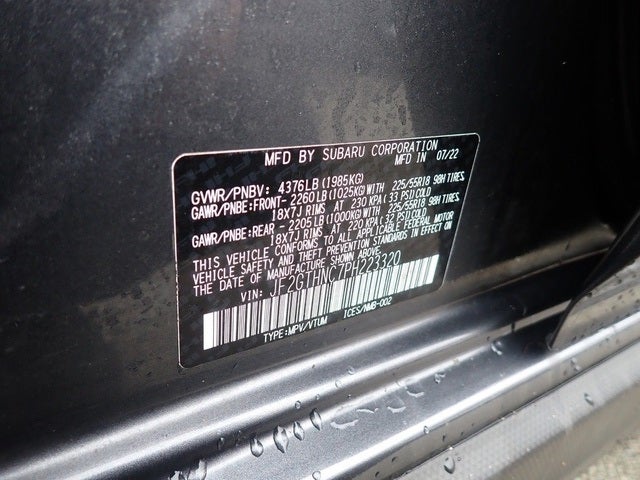 MFD BY SUBARU CORPORATION
MFD IN 07/22
GVWR/PNBV: 4376LB(1985KG)
GAWR/PNBE:FRONT- 2260LB(1025KG)WITH 225/55R18 98H TIRES,
18X7J RIMS AT 230 KPA(33 PSI)COLD
GAWR/PNBE:REAR - 2205LB(1000KG)WITH 225/55R18 98H TIRES,
18X7J RIMS AT 220 KPA(32 PSI)COLD
THIS VEHICLE CONFORMS TO ALL APPLICABLE FEDERAL MOTOR
VEHICLE SAFETY AND THEFT PREVENTION STANDARDS IN EFFECT ON
THE DATE OF MANUFACTURE SHOWN ABOVE.
VIN: JF2GTHNC7PH223320
TYPE:MPV/VTUM ICES/NMB-002